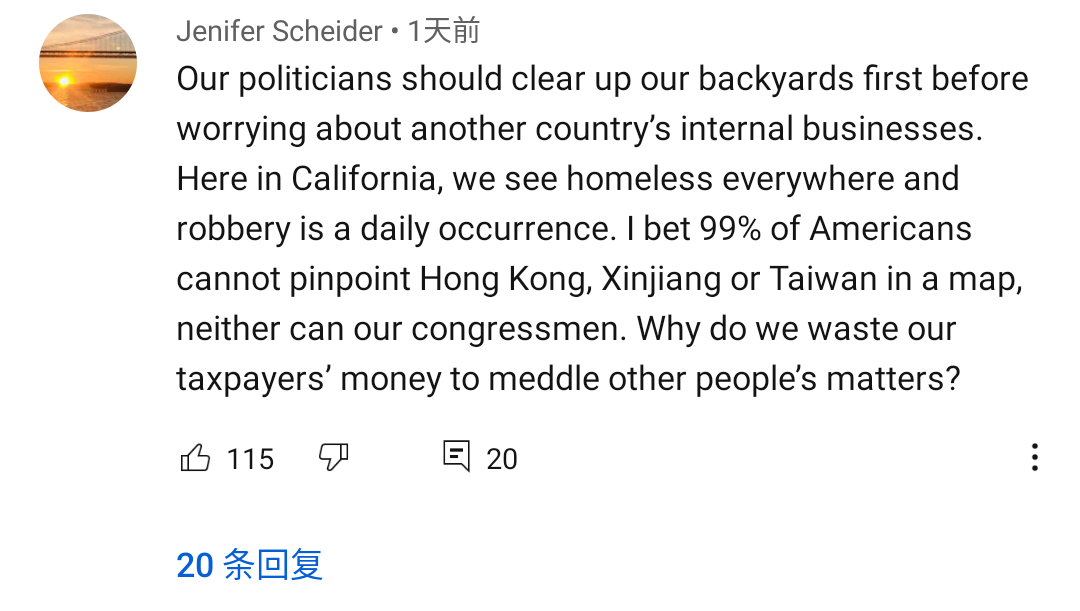 Jenifer Scheider • 1天前
Our politicians should clear up our backyards first before
worrying about another country’s internal businesses.
Here in California, we see homeless everywhere and
robbery is a daily occurrence. I bet 99% of Americans
cannot pinpoint Hong Kong, Xinjiang or Taiwan in a map,
neither can our congressmen. Why do we waste our
taxpayers’ money to meddle other people’s matters?
115 20
20 条回复